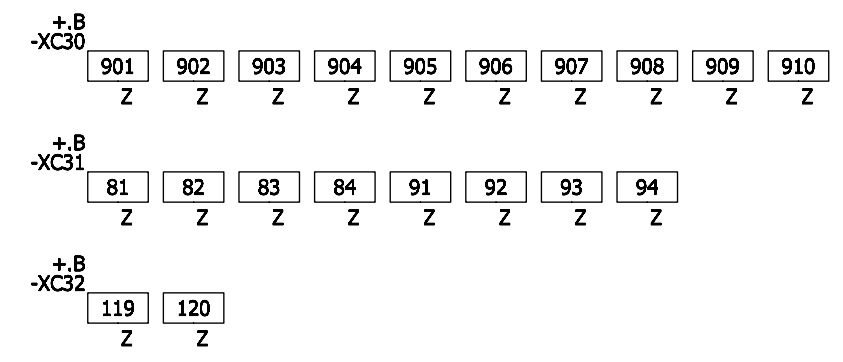 +.B
-XC30
901 902 903 904 905 906 907 908 909 910
Z Z Z Z Z Z Z Z Z Z
+.B
-XC31
81 82 83 84 91 92 93 94
Z Z Z Z Z Z Z Z
+.B
-XC32
119 120
Z Z